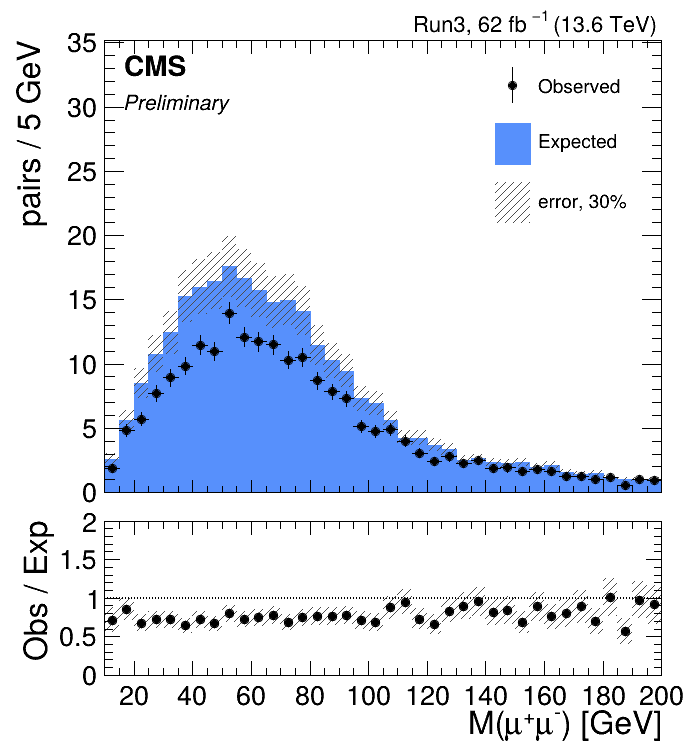 Run3, 62 fb⁻¹ (13.6 TeV)
pairs / 5 GeV
35
30
25
20
15
10
5
0
CMS
Preliminary
Observed
Expected
error, 30%
Obs / Exp
2
1.5
1
0.5
0
20 40 60 80 100 120 140 160 180 200
M(μ⁺μ⁻) [GeV]